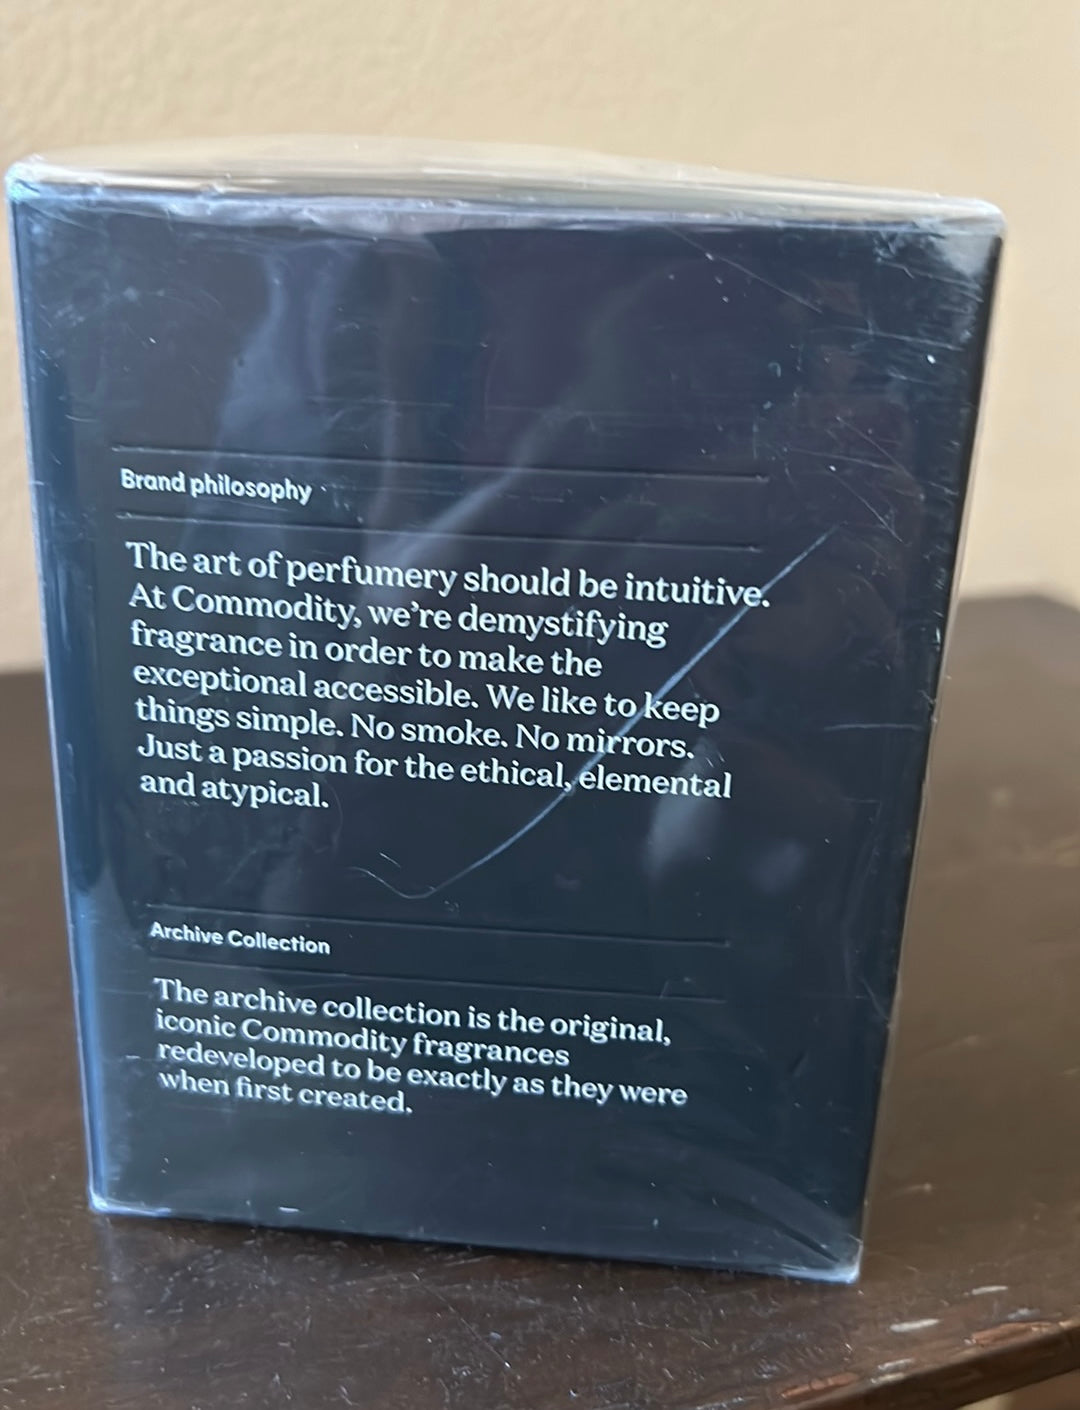 Brand philosophy
The art of perfumery should be intuitive.
At Commodity, we’re demystifying
fragrance in order to make the
exceptional accessible. We like to keep
things simple. No smoke. No mirrors.
Just a passion for the ethical, elemental
and atypical.
Archive Collection
The archive collection is the original,
iconic Commodity fragrances
redeveloped to be exactly as they were
when first created.